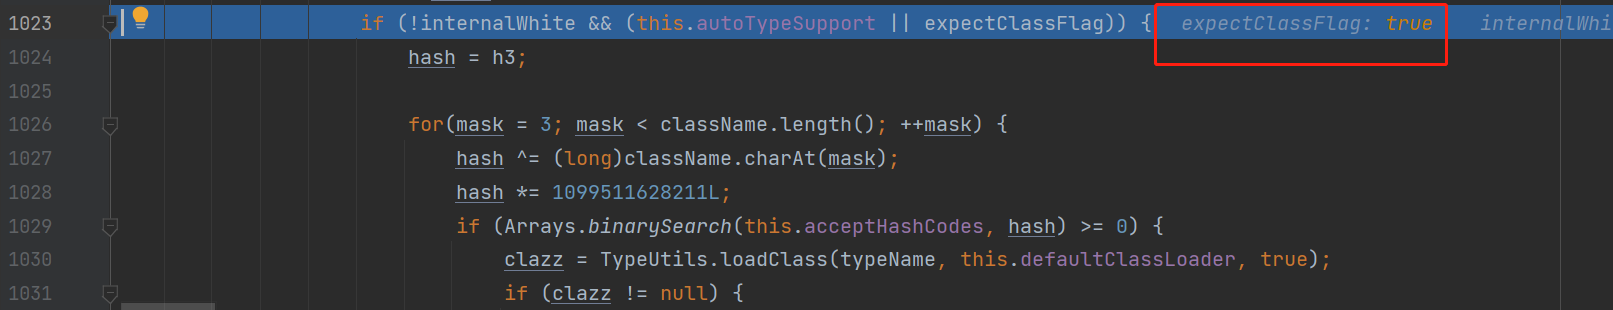 1023 if (!internalWhite && (this.autoTypeSupport || expectClassFlag)) { expectClassFlag: true internalWhi
1024 hash = h3;
1025
1026 for(mask = 3; mask < className.length(); ++mask) {
1027 hash ^= (long)className.charAt(mask);
1028 hash *= 1099511628211L;
1029 if (Arrays.binarySearch(this.acceptHashCodes, hash) >= 0) {
1030 clazz = TypeUtils.loadClass(typeName, this.defaultClassLoader, true);
1031 if (clazz != null) {